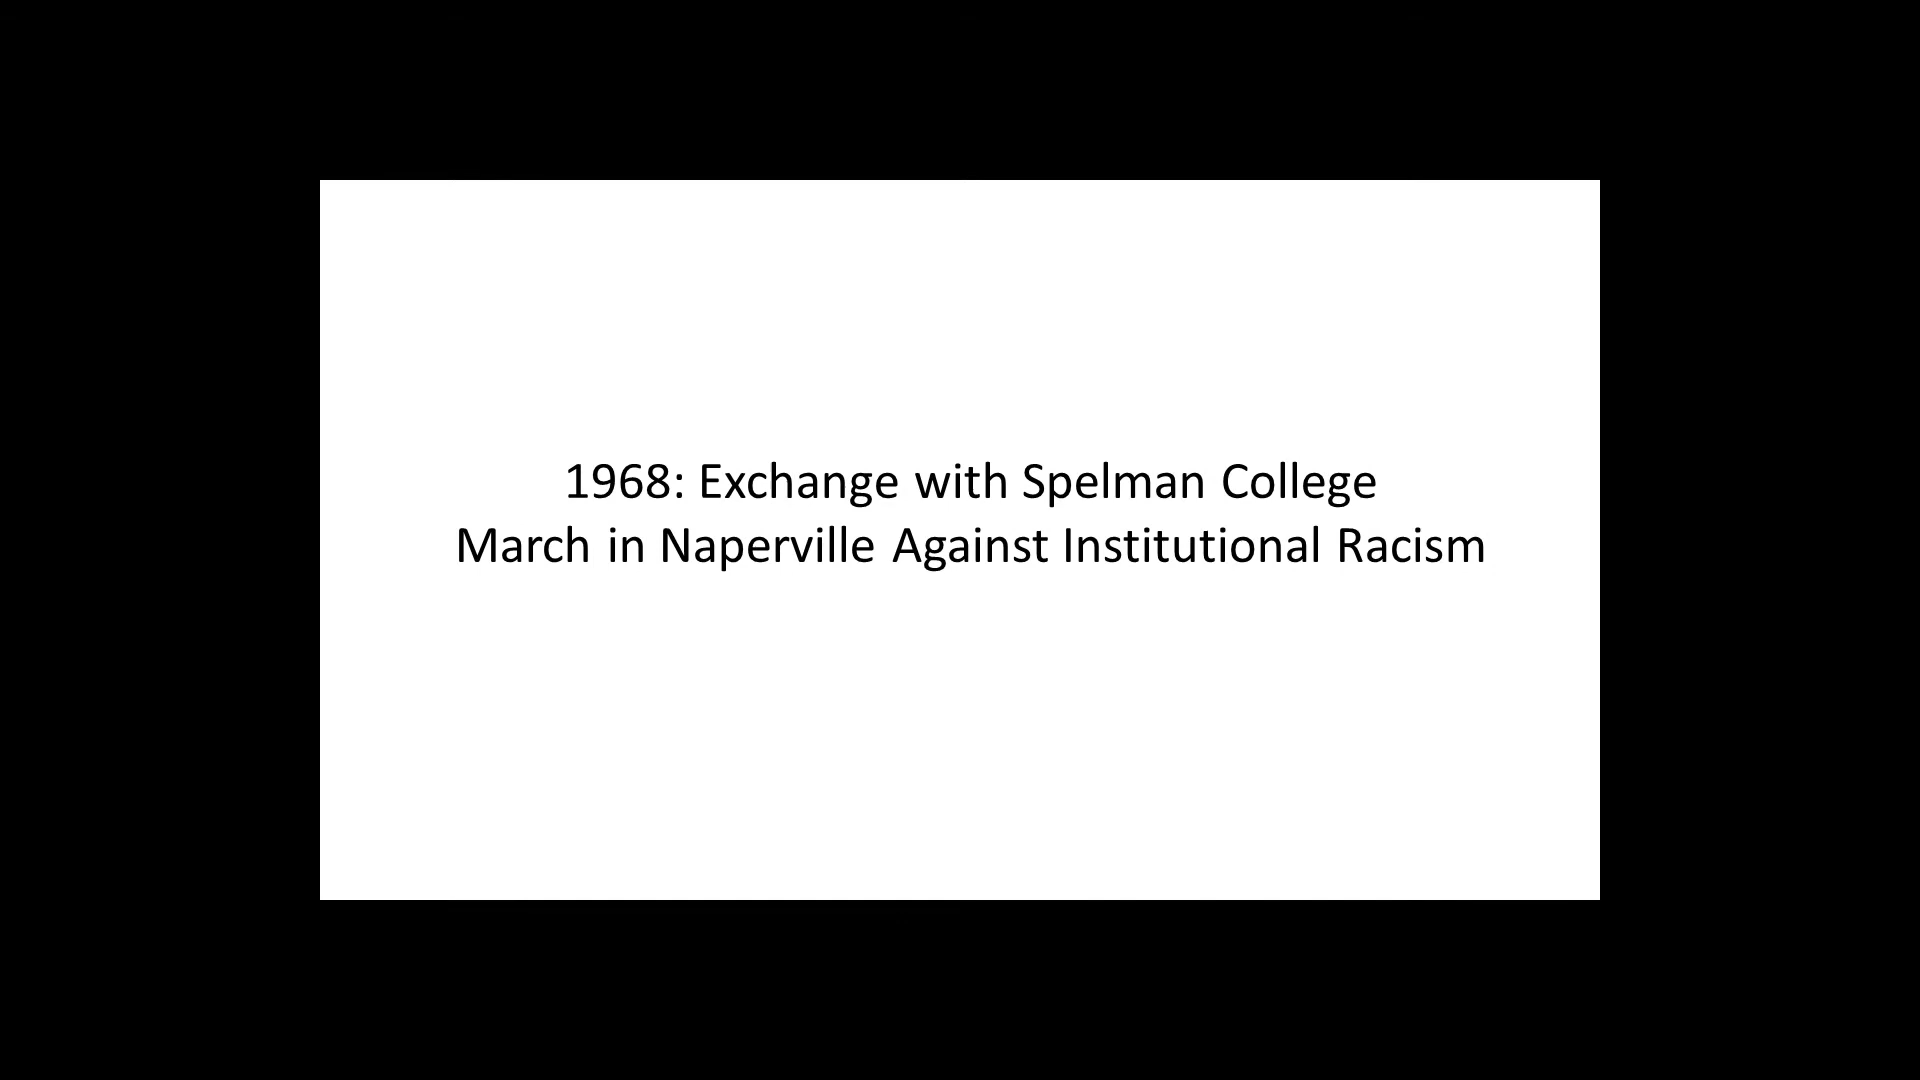 1968: Exchange with Spelman College
March in Naperville Against Institutional Racism